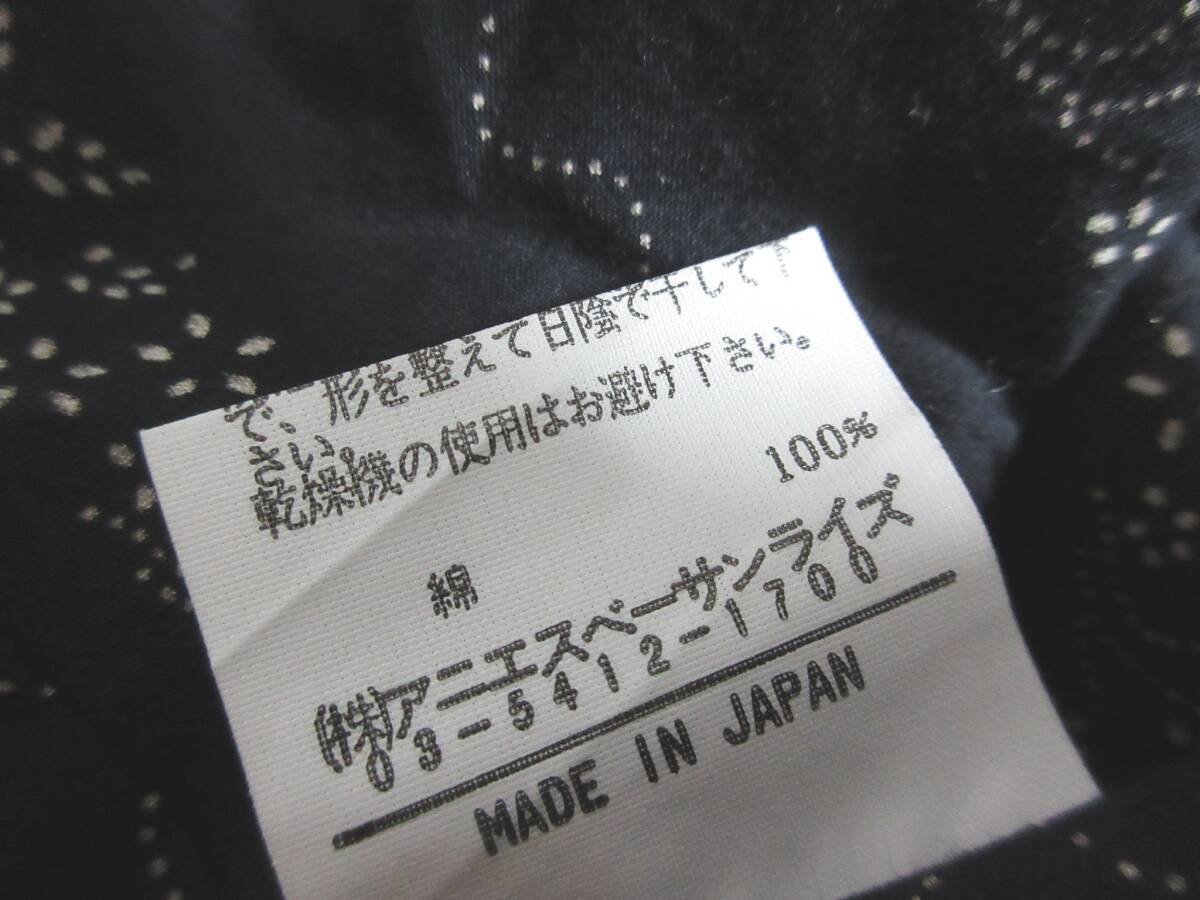 で、形を整えて日陰で干して下
さい。
乾燥機の使用はお避け下さい。
綿 100%
(株)アニエスベーサンライズ
03-5412-1700
MADE IN JAPAN